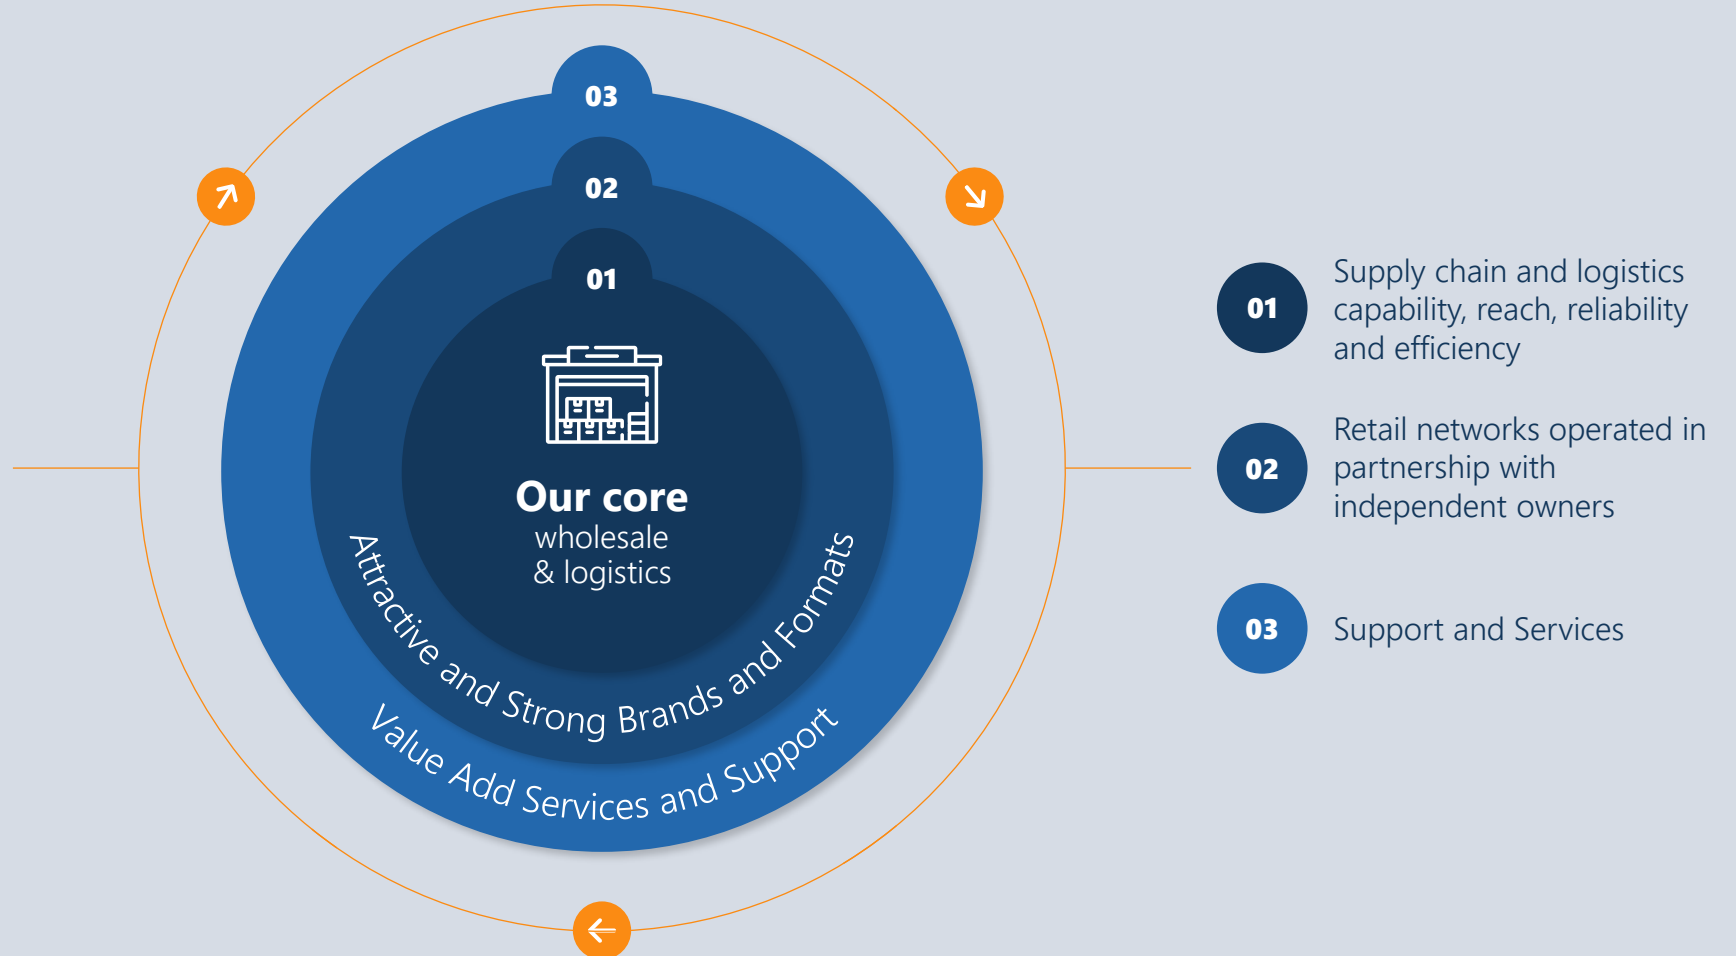 03
02
01
Our core
wholesale
& logistics
Attractive and Strong Brands and Formats
Value Add Services and Support
01
Supply chain and logistics
capability, reach, reliability
and efficiency
02
Retail networks operated in
partnership with
independent owners
03
Support and Services